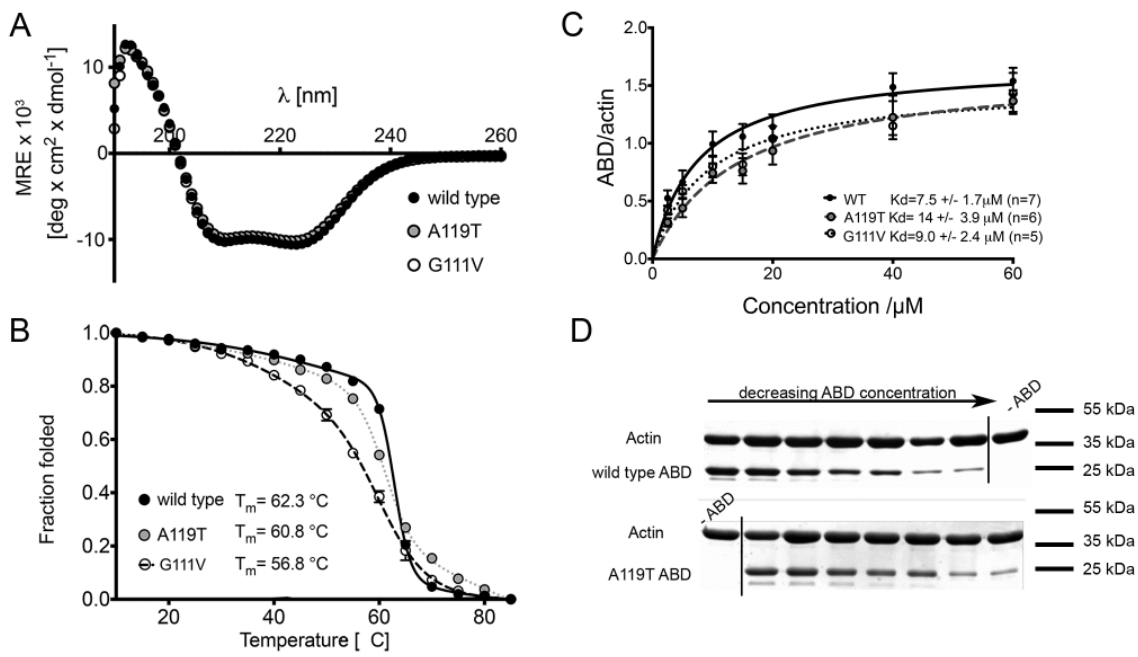 A
MRE x 10³
[deg x cm² x dmol⁻¹]
10
0
-10
λ [nm]
200
220
240
260
wild type
A119T
G111V
B
Fraction folded
1.0
0.8
0.6
0.4
0.2
0.0
wild type Tm= 62.3 °C
A119T Tm= 60.8 °C
G111V Tm= 56.8 °C
20
40
60
80
Temperature [ C]
C
ABD/actin
2.0
1.5
1.0
0.5
0.0
WT Kd=7.5 +/- 1.7µM (n=7)
A119T Kd= 14 +/- 3.9 µM (n=6)
G111V Kd=9.0 +/- 2.4 µM (n=5)
0
20
40
60
Concentration /µM
D
decreasing ABD concentration
- ABD
55 kDa
Actin
35 kDa
wild type ABD
25 kDa
- ABD
55 kDa
Actin
35 kDa
A119T ABD
25 kDa